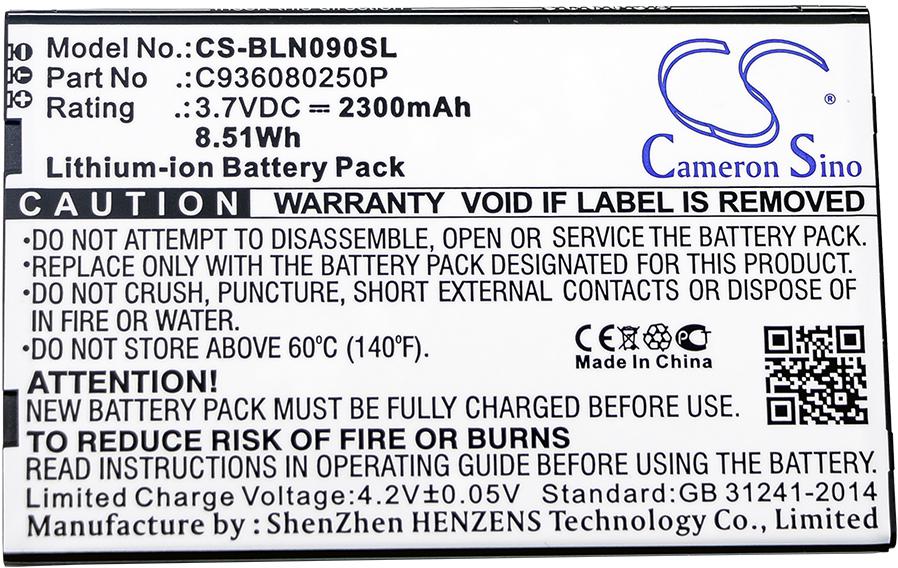 Model No.: CS-BLN090SL
Part No .: C936080250P
Rating .: 3.7VDC ⎓ 2300mAh
8.51Wh
Lithium-ion Battery Pack
CS ®
Cameron Sino
CAUTION WARRANTY VOID IF LABEL IS REMOVED
•DO NOT ATTEMPT TO DISASSEMBLE, OPEN OR SERVICE THE BATTERY PACK.
•REPLACE ONLY WITH THE BATTERY PACK DESIGNATED FOR THIS PRODUCT.
•DO NOT CRUSH, PUNCTURE, SHORT EXTERNAL CONTACTS OR DISPOSE OF
IN FIRE OR WATER.
•DO NOT STORE ABOVE 60°C (140°F).
CE PCT
Made In China
ATTENTION!
NEW BATTERY PACK MUST BE FULLY CHARGED BEFORE USE.
TO REDUCE RISK OF FIRE OR BURNS
READ INSTRUCTIONS IN OPERATING GUIDE BEFORE USING THE BATTERY.
Limited Charge Voltage:4.2V±0.05V Standard:GB 31241-2014
Manufacture by : ShenZhen HENZENS Technology Co., Limited